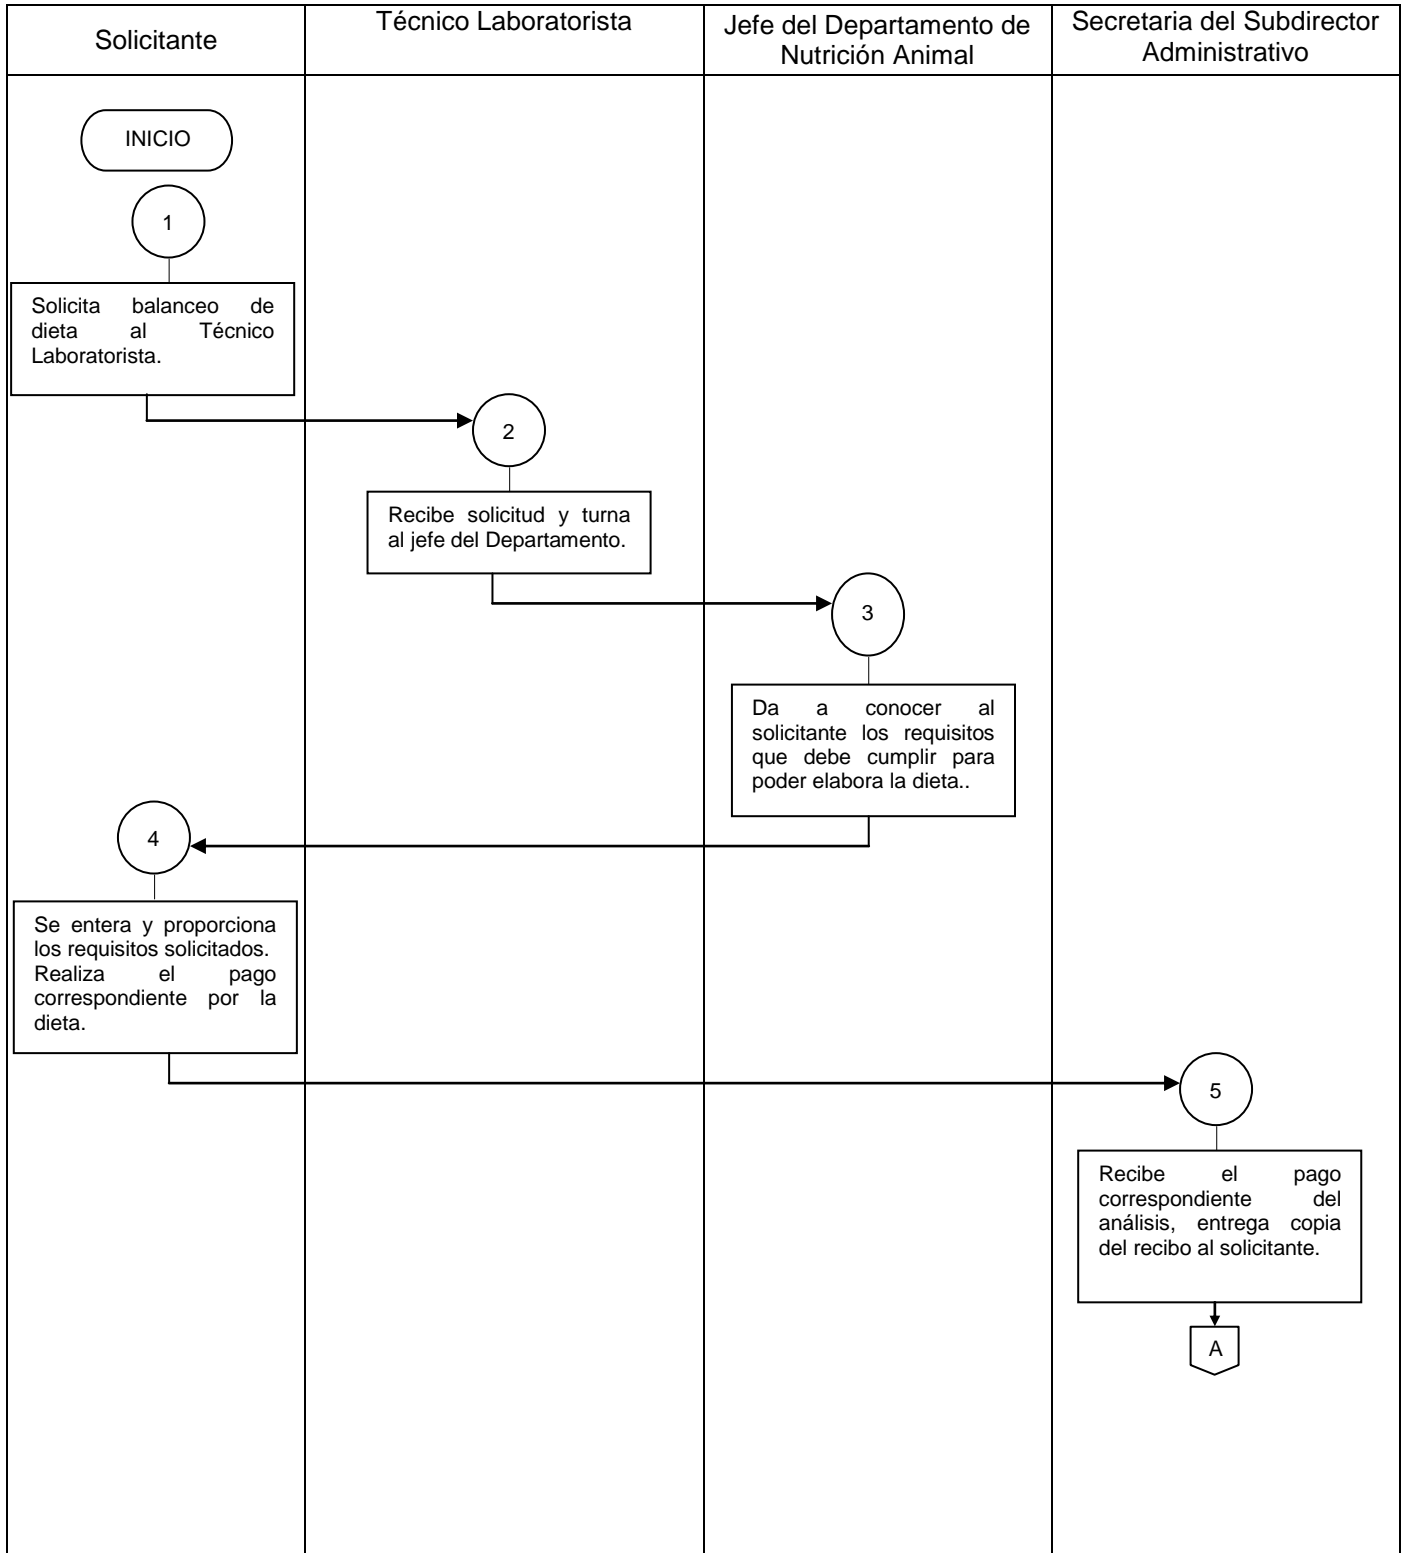 Solicitante
Técnico Laboratorista
Jefe del Departamento de
Nutrición Animal
Secretaria del Subdirector
Administrativo
INICIO
1
Solicita balanceo de
dieta al Técnico
Laboratorista.
2
Recibe solicitud y turna
al jefe del Departamento.
3
Da a conocer al
solicitante los requisitos
que debe cumplir para
poder elabora la dieta..
4
Se entera y proporciona
los requisitos solicitados.
Realiza el pago
correspondiente por la
dieta.
5
Recibe el pago
correspondiente del
análisis, entrega copia
del recibo al solicitante.
A